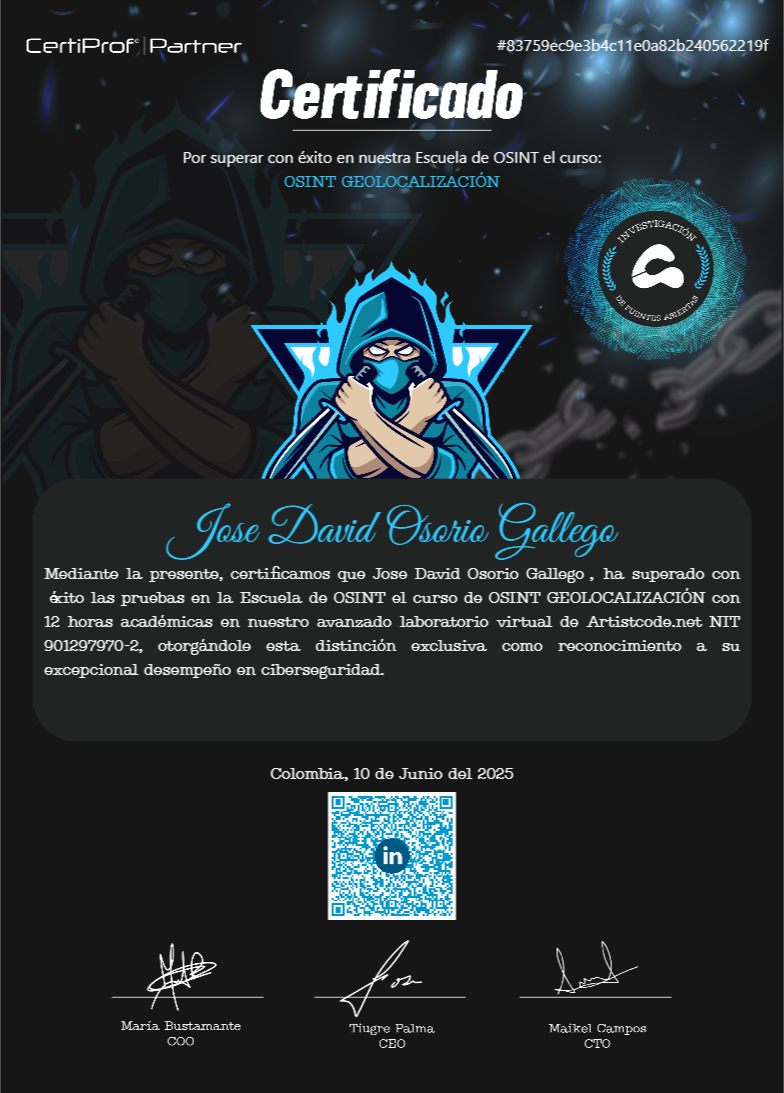 CertiProf® | Partner
#83759ec9e3b4c11e0a82b240562219f
Certificado
Por superar con éxito en nuestra Escuela de OSINT el curso:
OSINT GEOLOCALIZACIÓN
INVESTIGACIÓN
DE FUENTES ABIERTAS
Jose David Osorio Gallego
Mediante la presente, certificamos que Jose David Osorio Gallego , ha superado con
éxito las pruebas en la Escuela de OSINT el curso de OSINT GEOLOCALIZACIÓN con
12 horas académicas en nuestro avanzado laboratorio virtual de Artistcode.net NIT
901297970-2, otorgándole esta distinción exclusiva como reconocimiento a su
excepcional desempeño en ciberseguridad.
Colombia, 10 de Junio del 2025
in
María Bustamante
COO
Tiugre Palma
CEO
Maikel Campos
CTO